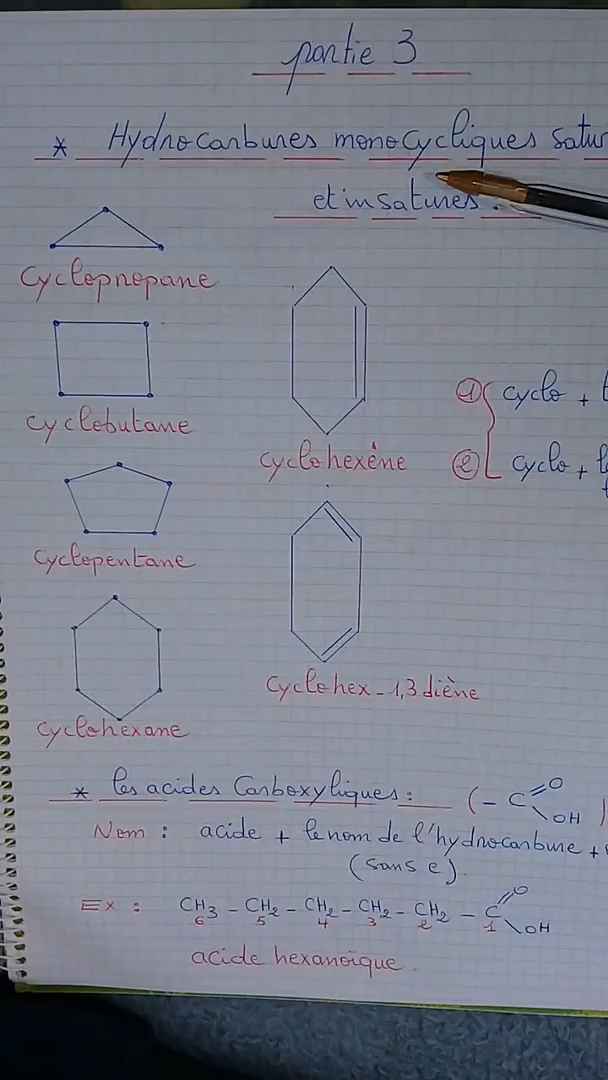 partie 3
* Hydrocarbures monocycliques satur
et insaturés.
cyclopropane
cyclobutane
cyclopentane
cyclohexane
cyclohexène
cyclohex-1,3 diène
① cyclo +
② cyclo +
* les acides Carboxyliques: (-C O OH)
Nom: acide + le nom de l'hydrocarbure +
(sans e).
Ex: CH3 - CH2 - CH2 - CH2 - CH2 - C O OH
6 5 4 3 2 1
acide hexanoïque.